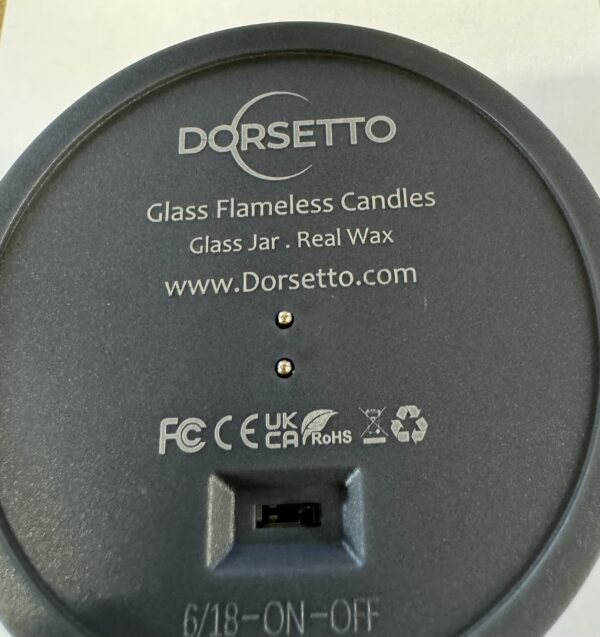 DORSETTO
Glass Flameless Candles
Glass Jar . Real Wax
www.Dorsetto.com
FC CE UK CA RoHS
6/18-ON-OFF